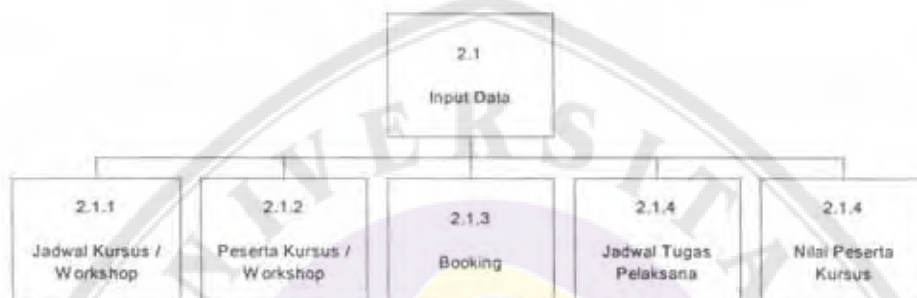 2.1
Input Data
2.1.1
Jadwal Kursus /
Workshop
2.1.2
Peserta Kursus /
Workshop
2.1.3
Booking
2.1.4
Jadwal Tugas
Pelaksana
2.1.4
Nilai Peserta
Kursus
NIVERSITA